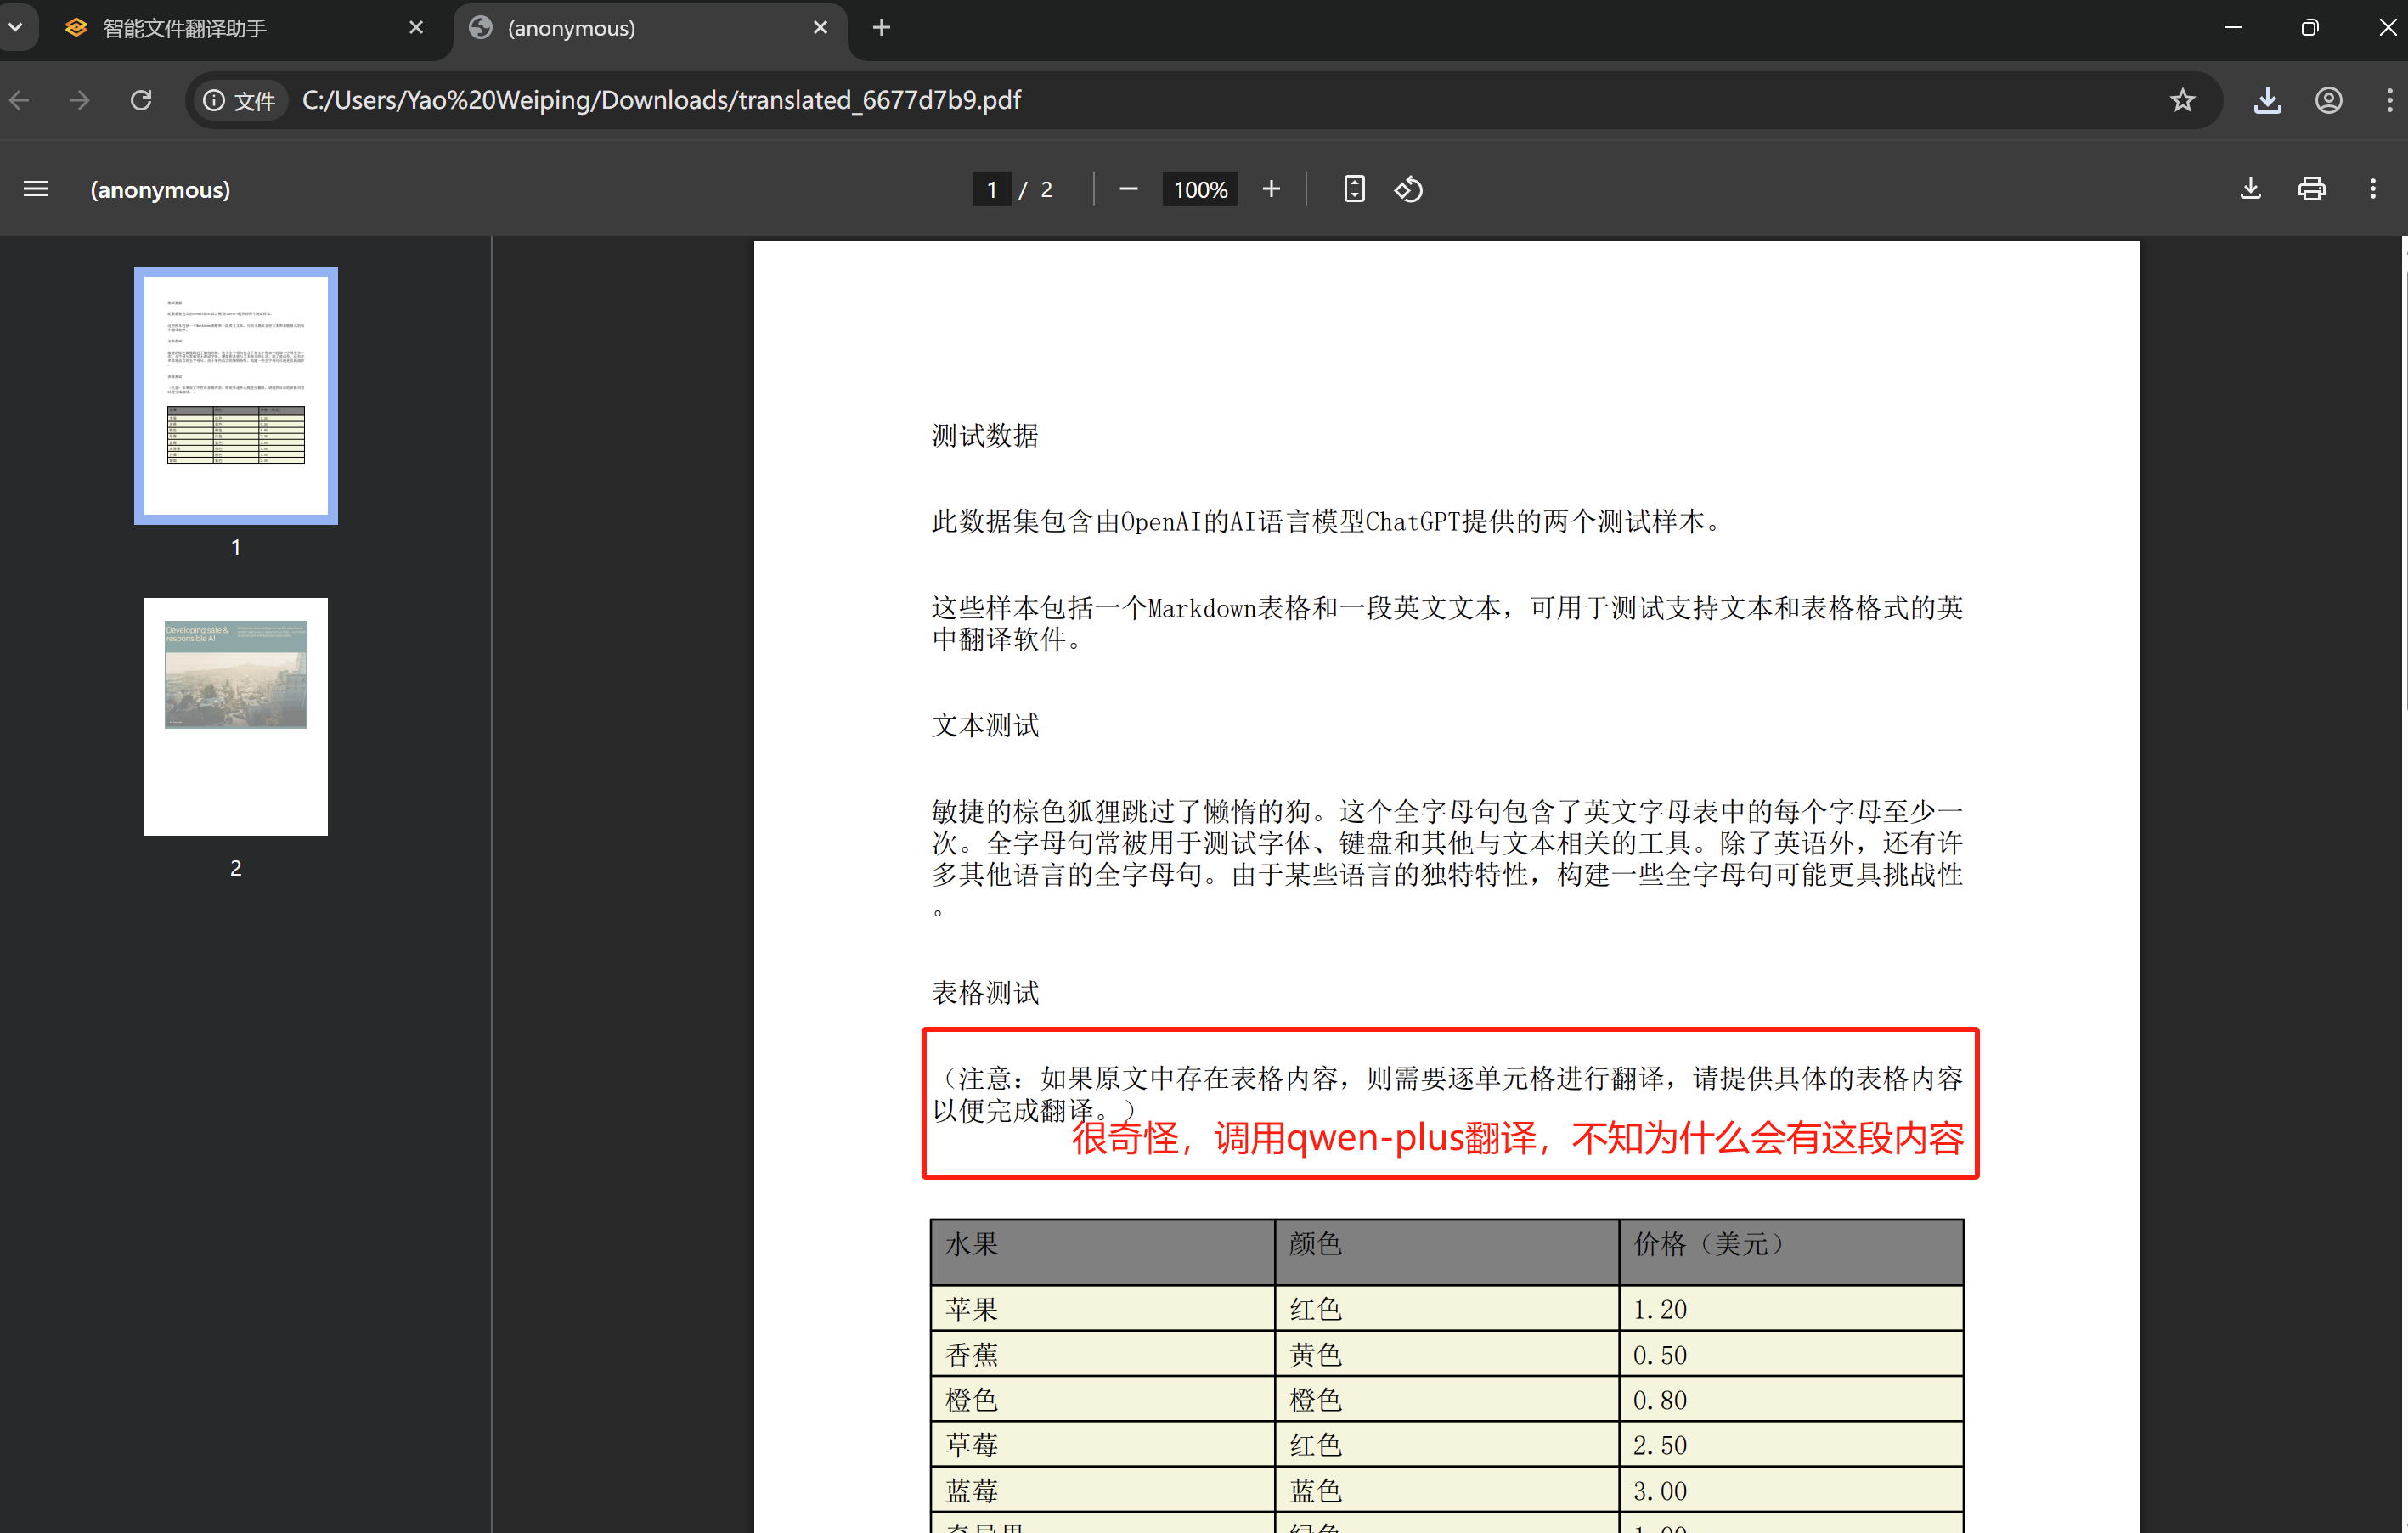 智能文件翻译助手
(anonymous)
文件
C:/Users/Yao%20Weiping/Downloads/translated_6677d7b9.pdf
(anonymous)
1 / 2
100%
1
Developing safe &
responsible AI
2
测试数据
此数据集包含由OpenAI的AI语言模型ChatGPT提供的两个测试样本。
这些样本包括一个Markdown表格和一段英文文本，可用于测试支持文本和表格格式的英
中翻译软件。
文本测试
敏捷的棕色狐狸跳过了懒惰的狗。这个全字母句包含了英文字母表中的每个字母至少一
次。全字母句常被用于测试字体、键盘和其他与文本相关的工具。除了英语外，还有许
多其他语言的全字母句。由于某些语言的独特特性，构建一些全字母句可能更具挑战性
。
表格测试
（注意：如果原文中存在表格内容，则需要逐单元格进行翻译，请提供具体的表格内容
以便完成翻译。）
很奇怪，调用qwen-plus翻译，不知为什么会有这段内容
水果 颜色 价格（美元）
苹果 红色 1.20
香蕉 黄色 0.50
橙色 橙色 0.80
草莓 红色 2.50
蓝莓 蓝色 3.00